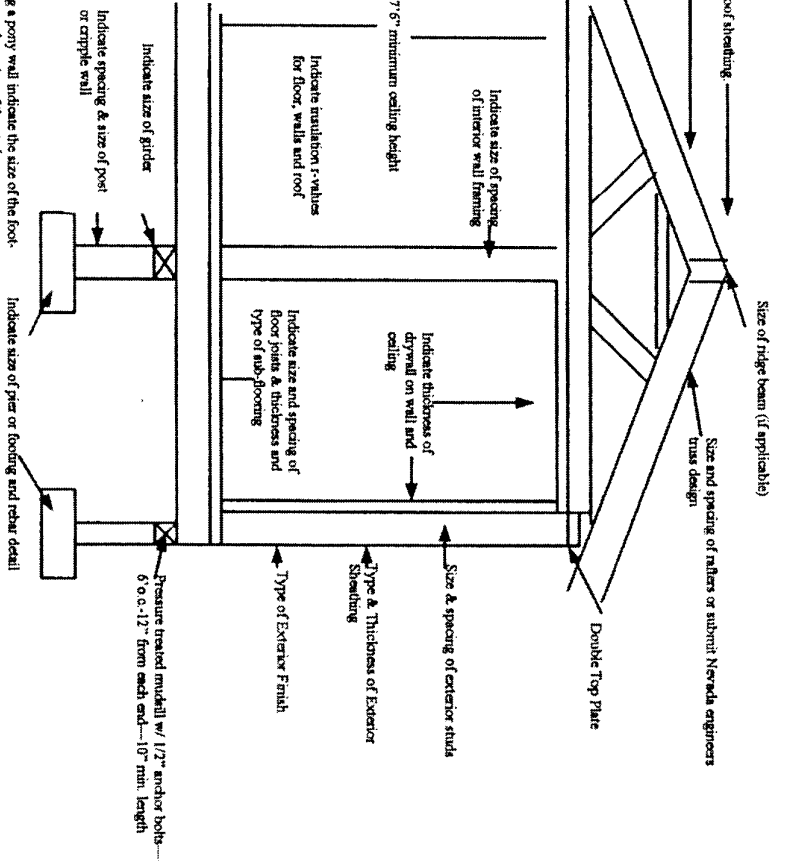 oof sheathing.
Size of ridge beam (if applicable)
Size and spacing of rafters or submit Nevada engineers
truss design
Double Top Plate
Indicate size of spacing
of interior wall framing
7'6" minimum ceiling height
Indicate thickness of
drywall on wall and
ceiling
Size & spacing of exterior studs
Type & Thickness of Exterior
Sheathing
Indicate insulation r-values
for floor, walls and roof
Indicate size and spacing of
floor joists & thickness and
type of sub-flooring
Type of Exterior Finish
Indicate size of girder
Indicate spacing & size of post
or cripple wall
Pressure treated mudsill w/ 1/2" anchor bolts—
6'o.c.-12" from each end—10" min. length
g a pony wall indicate the size of the foot-
Indicate size of pier or footing and rebar detail